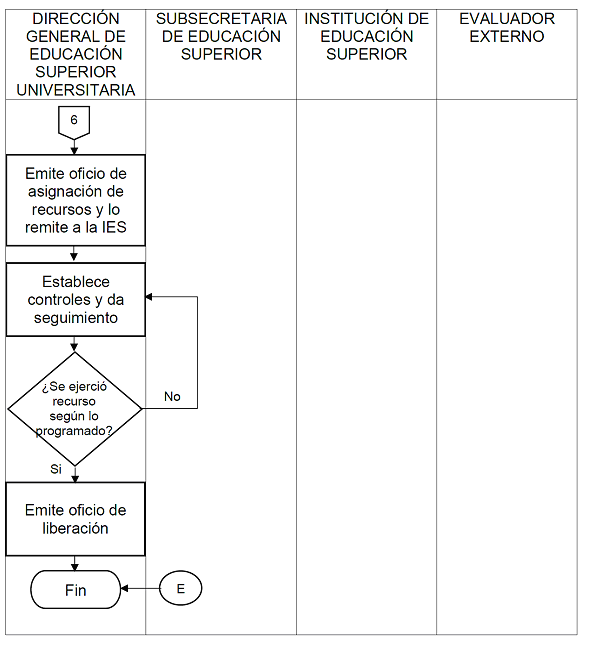 DIRECCIÓN
GENERAL DE
EDUCACIÓN
SUPERIOR
UNIVERSITARIA
SUBSECRETARIA
DE EDUCACIÓN
SUPERIOR
INSTITUCIÓN DE
EDUCACIÓN
SUPERIOR
EVALUADOR
EXTERNO
6
Emite oficio de
asignación de
recursos y lo
remite a la IES
Establece
controles y da
seguimiento
¿Se ejerció
recurso
según lo
programado?
No
Si
Emite oficio de
liberación
Fin
E